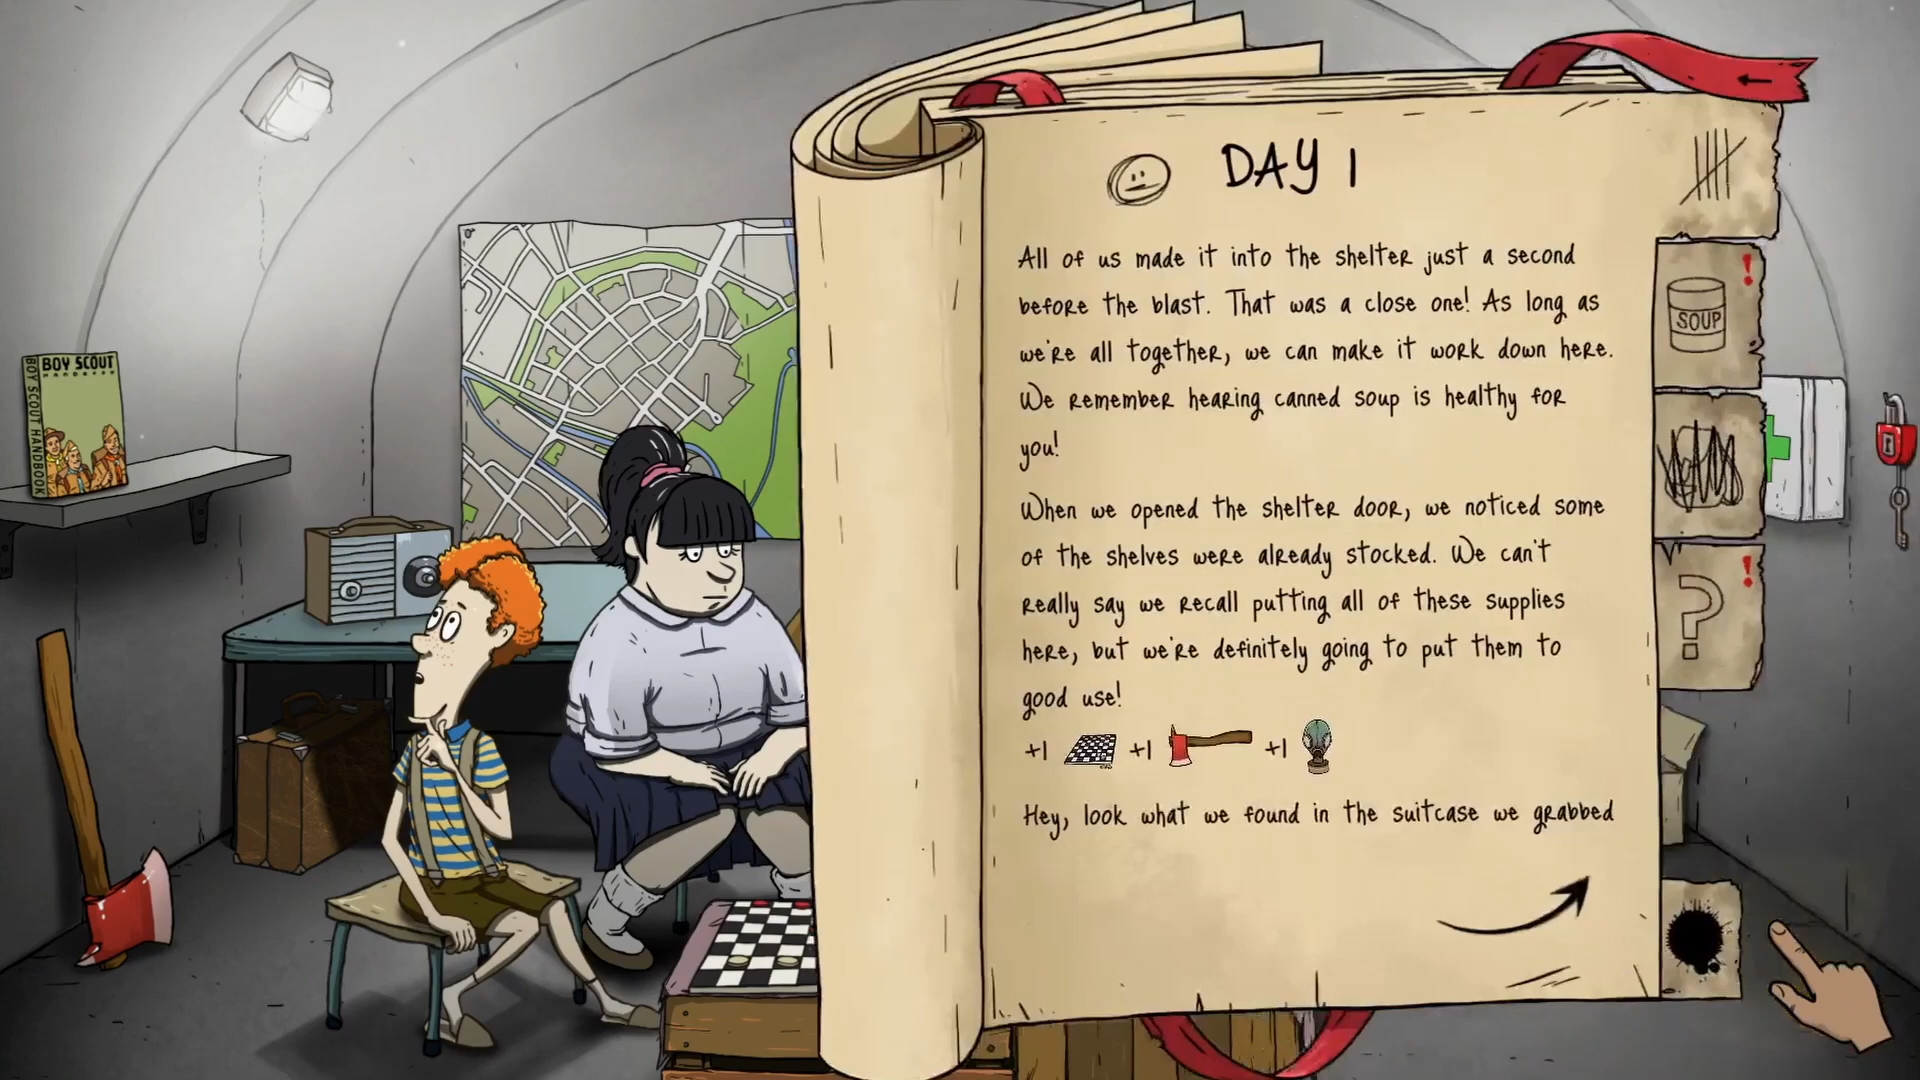 DAY 1
All of us made it into the shelter just a second
before the blast. That was a close one! As long as
we're all together, we can make it work down here.
We remember hearing canned soup is healthy for
you!
When we opened the shelter door, we noticed some
of the shelves were already stocked. We can't
really say we recall putting all of these supplies
here, but we're definitely going to put them to
good use!
+1 +1 +1
Hey, look what we found in the suitcase we grabbed
!
SOUP
!
?
BOY SCOUT
HANDBOOK
BOY SCOUT HANDBOOK